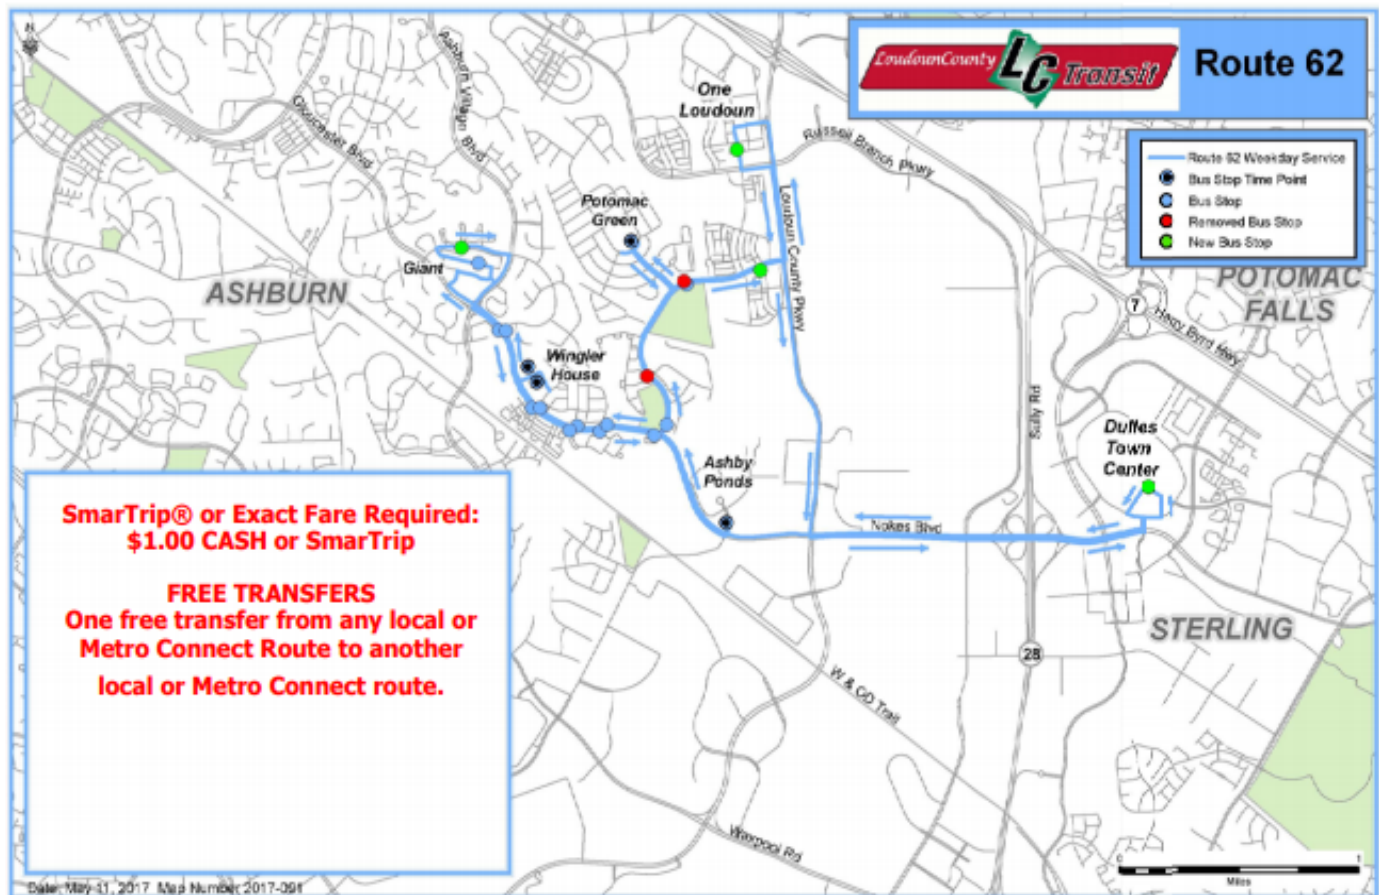 LoudounCounty LC Transit
Route 62
Route 62 Weekday Service
Bus Stop Time Point
Bus Stop
Removed Bus Stop
New Bus Stop
N
Ashburn Village Blvd
Gloucester Blvd
One
Loudoun
Russell Branch Pkwy
Potomac
Green
Loudoun County Pkwy
Giant
ASHBURN
POTOMAC
FALLS
7
Harry Byrd Hwy
Wingler
House
Sully Rd
Dulles
Town
Center
Ashby
Ponds
Nokes Blvd
SmarTrip® or Exact Fare Required:
$1.00 CASH or SmarTrip
FREE TRANSFERS
One free transfer from any local or
Metro Connect Route to another
local or Metro Connect route.
STERLING
28
W & OD Trail
Waxpool Rd
0 1
Miles
Date: May 11, 2017 Map Number 2017-091